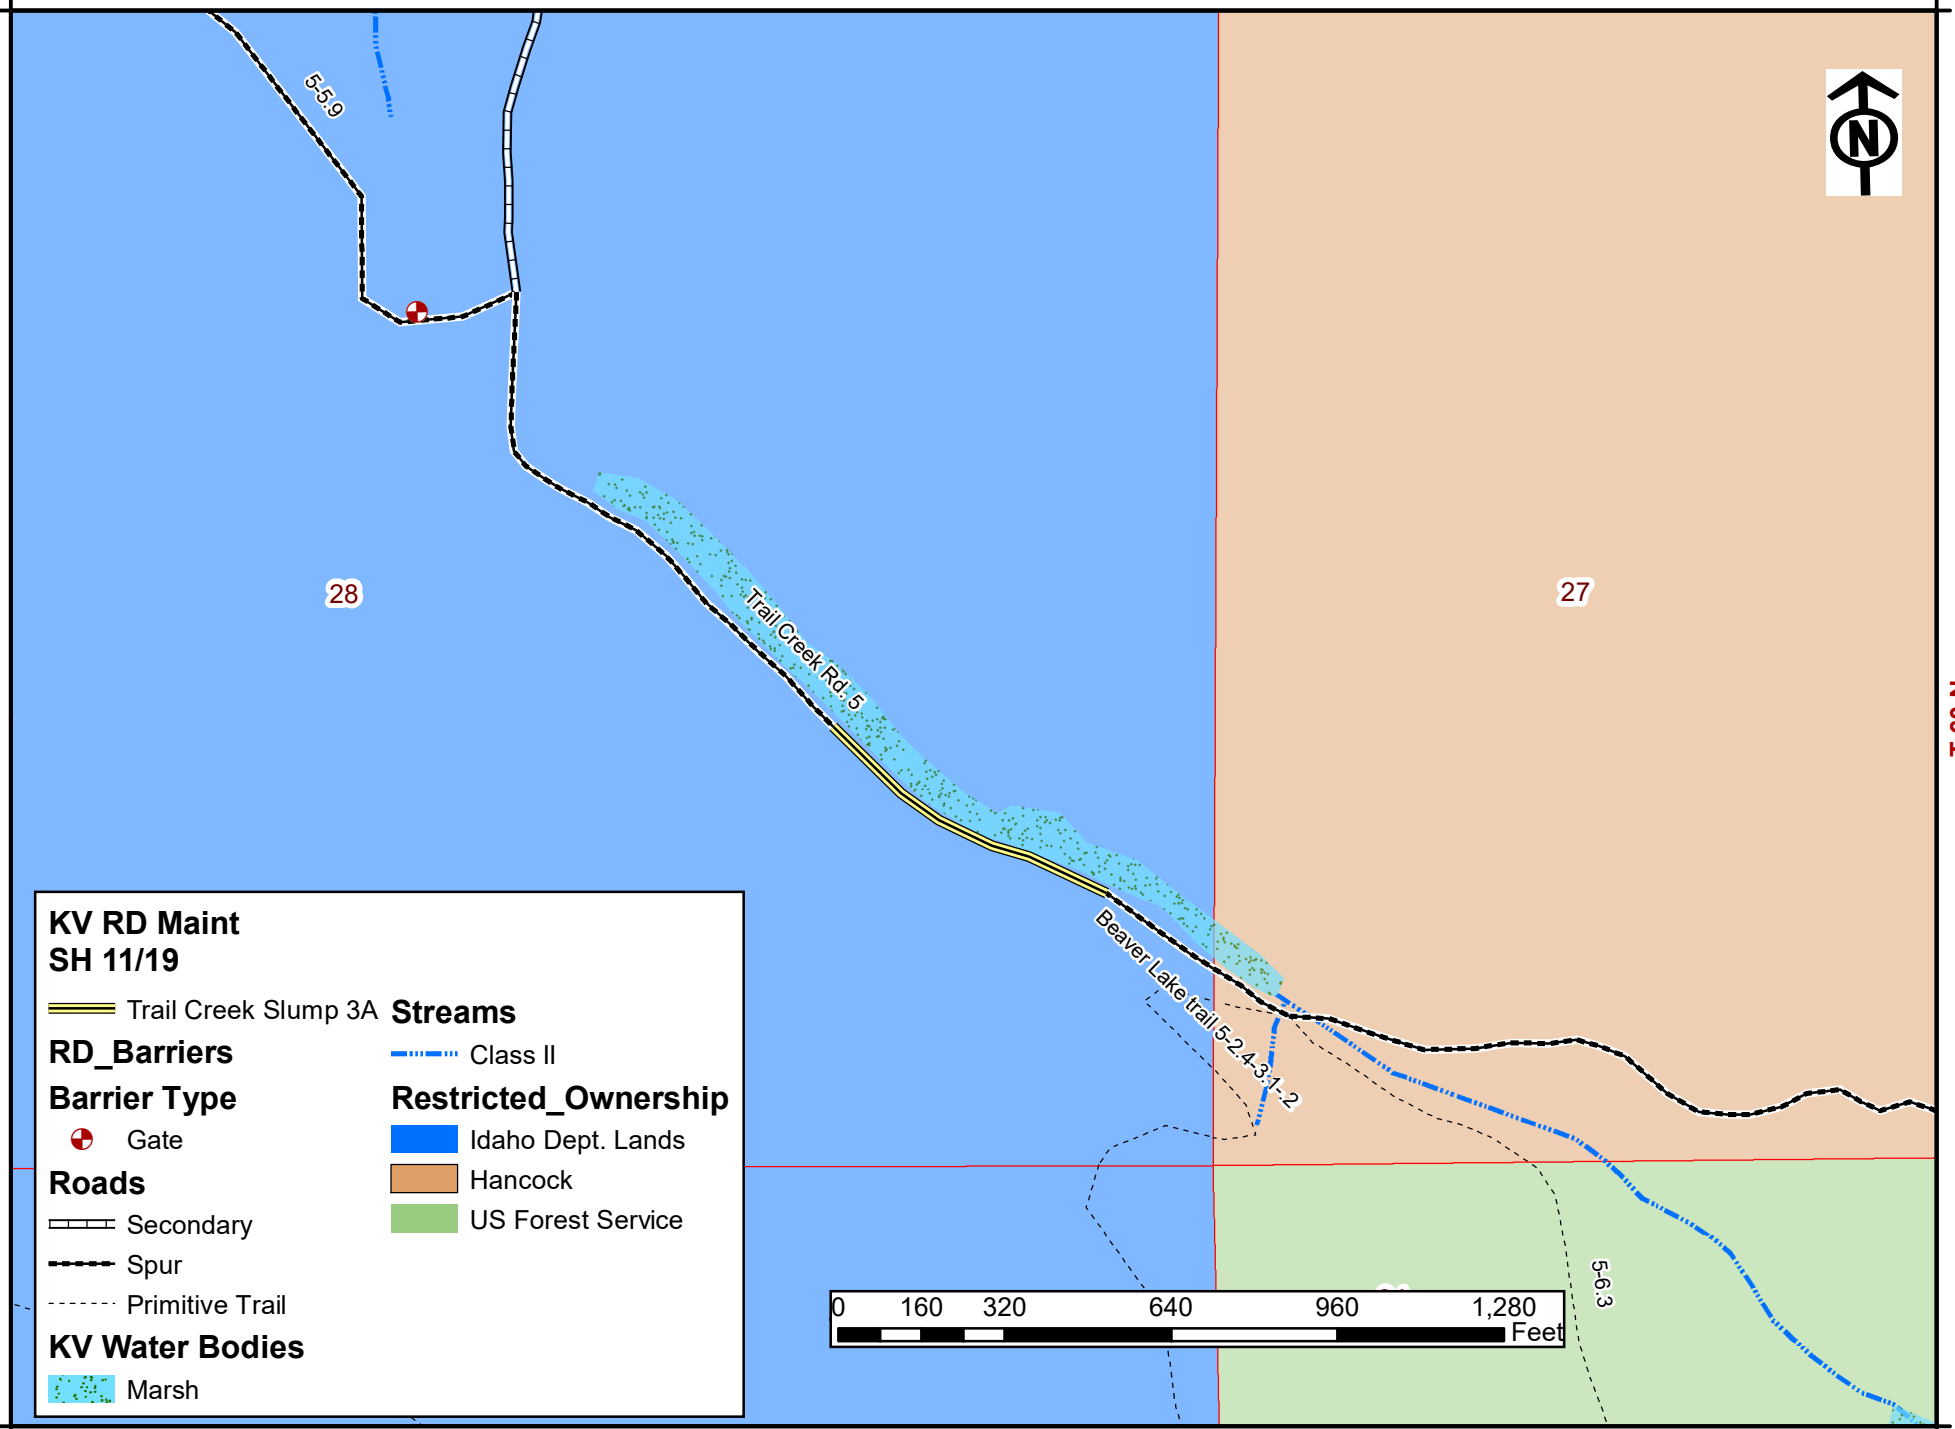 5-5.9
N
28
27
Trail Creek Rd. 5
Beaver Lake trail 5-2.4-3.1-.2
5-6.3
KV RD Maint
SH 11/19
Trail Creek Slump 3A
RD_Barriers
Barrier Type
Gate
Roads
Secondary
Spur
Primitive Trail
KV Water Bodies
Marsh
Streams
Class II
Restricted_Ownership
Idaho Dept. Lands
Hancock
US Forest Service
0 160 320 640 960 1,280
Feet